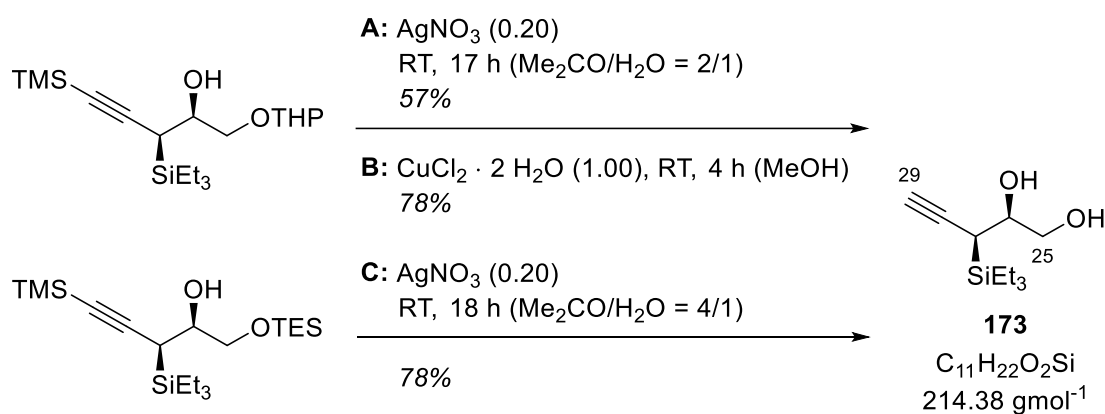 A: AgNO3 (0.20)
RT, 17 h (Me2CO/H2O = 2/1)
57%
TMS
OH
OTHP
SiEt3
B: CuCl2 · 2 H2O (1.00), RT, 4 h (MeOH)
78%
C: AgNO3 (0.20)
RT, 18 h (Me2CO/H2O = 4/1)
78%
TMS
OH
OTES
SiEt3
29
OH
OH
25
SiEt3
173
C11H22O2Si
214.38 gmol-1